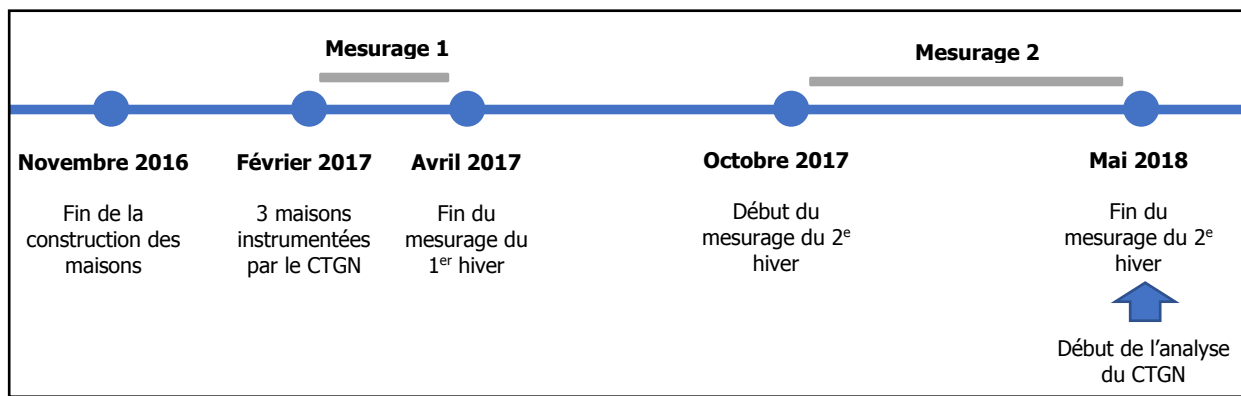 Mesurage 1
Mesurage 2
Novembre 2016
Fin de la
construction des
maisons
Février 2017
3 maisons
instrumentées
par le CTGN
Avril 2017
Fin du
mesurage du
1er hiver
Octobre 2017
Début du
mesurage du 2e
hiver
Mai 2018
Fin du
mesurage du 2e
hiver
Début de l’analyse
du CTGN